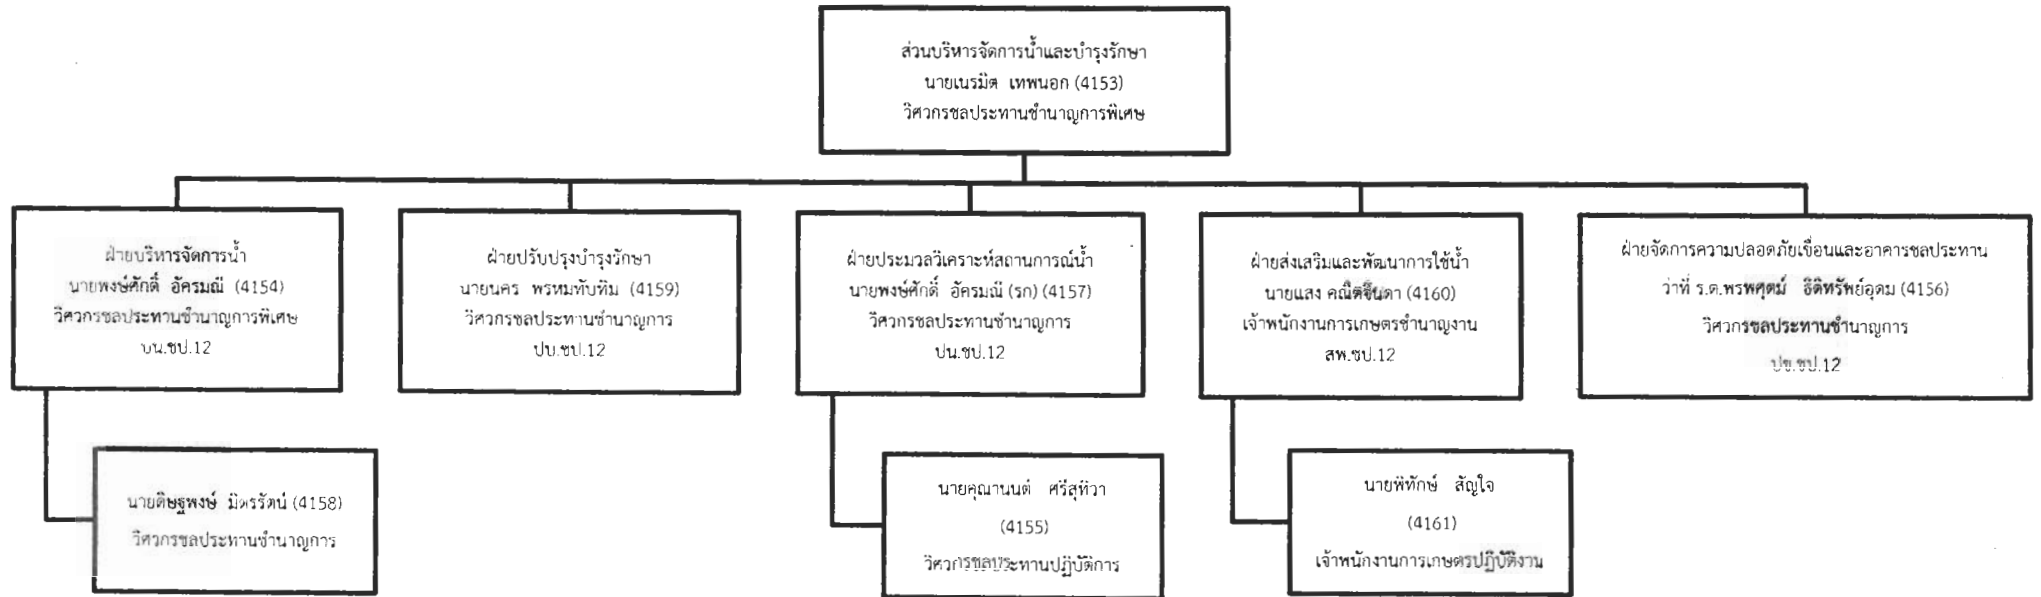 ส่วนบริหารจัดการน้ำและบำรุงรักษา
นายเนรมิต เทพนอก (4153)
วิศวกรชลประทานชำนาญการพิเศษ
ฝ่ายบริหารจัดการน้ำ
นายพงษ์ศักดิ์ อัครมณี (4154)
วิศวกรชลประทานชำนาญการพิเศษ
บน.ชป.12
ฝ่ายปรับปรุงบำรุงรักษา
นายนคร พรหมทับทิม (4159)
วิศวกรชลประทานชำนาญการ
ปบ.ชป.12
ฝ่ายประมวลวิเคราะห์สถานการณ์น้ำ
นายพงษ์ศักดิ์ อัครมณี (รก) (4157)
วิศวกรชลประทานชำนาญการ
ปน.ชป.12
ฝ่ายส่งเสริมและพัฒนาการใช้น้ำ
นายแสง คณิตจินดา (4160)
เจ้าพนักงานการเกษตรชำนาญงาน
สพ.ชป.12
ฝ่ายจัดการความปลอดภัยเขื่อนและอาคารชลประทาน
ว่าที่ ร.ต.พรพศุตม์ ธิติทรัพย์อุดม (4156)
วิศวกรชลประทานชำนาญการ
ปข.ชป.12
นายดิษฐพงษ์ มิตรรัตน์ (4158)
วิศวกรชลประทานชำนาญการ
นายคุณานนต์ ศรีสุทิวา
(4155)
วิศวกรชลประทานปฏิบัติการ
นายพิทักษ์ สัญใจ
(4161)
เจ้าพนักงานการเกษตรปฏิบัติงาน